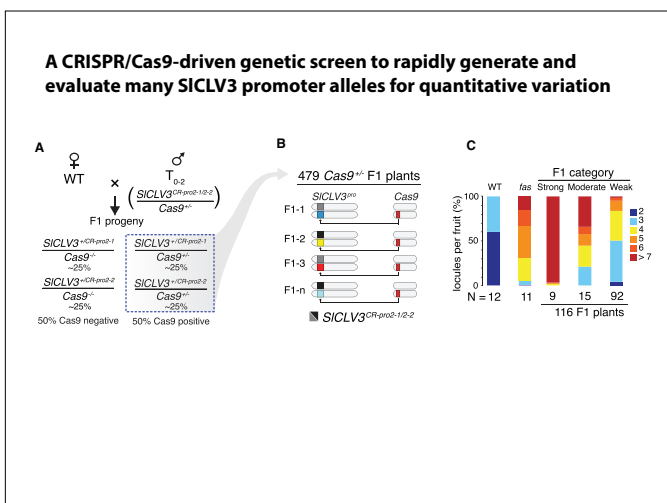 A CRISPR/Cas9-driven genetic screen to rapidly generate and
evaluate many SlCLV3 promoter alleles for quantitative variation
A
♀
WT
×
♂
T0-2
(SlCLV3CR-pro2-1/2-2
Cas9+/-)
F1 progeny
SlCLV3+/CR-pro2-1
Cas9-/-
~25%
SlCLV3+/CR-pro2-2
Cas9-/-
~25%
50% Cas9 negative
SlCLV3+/CR-pro2-1
Cas9+/-
~25%
SlCLV3+/CR-pro2-2
Cas9+/-
~25%
50% Cas9 positive
B
479 Cas9+/- F1 plants
SlCLV3pro Cas9
F1-1
F1-2
F1-3
F1-n
SlCLV3CR-pro2-1/2-2
C
F1 category
WT fas Strong Moderate Weak
locules per fruit (%)
100
50
0
2
3
4
5
6
> 7
N = 12 11 9 15 92
116 F1 plants